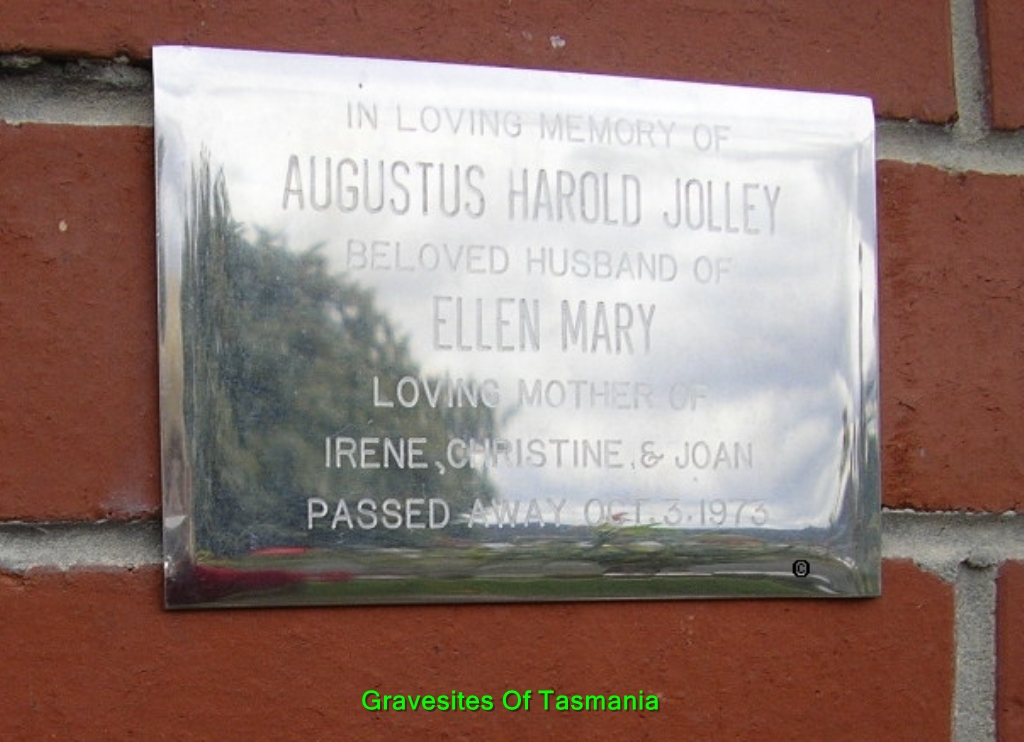 IN LOVING MEMORY OF
AUGUSTUS HAROLD JOLLEY
BELOVED HUSBAND OF
ELLEN MARY
LOVING MOTHER OF
IRENE, CHRISTINE, & JOAN
PASSED AWAY OCT. 3. 1973
©
Gravesites Of Tasmania